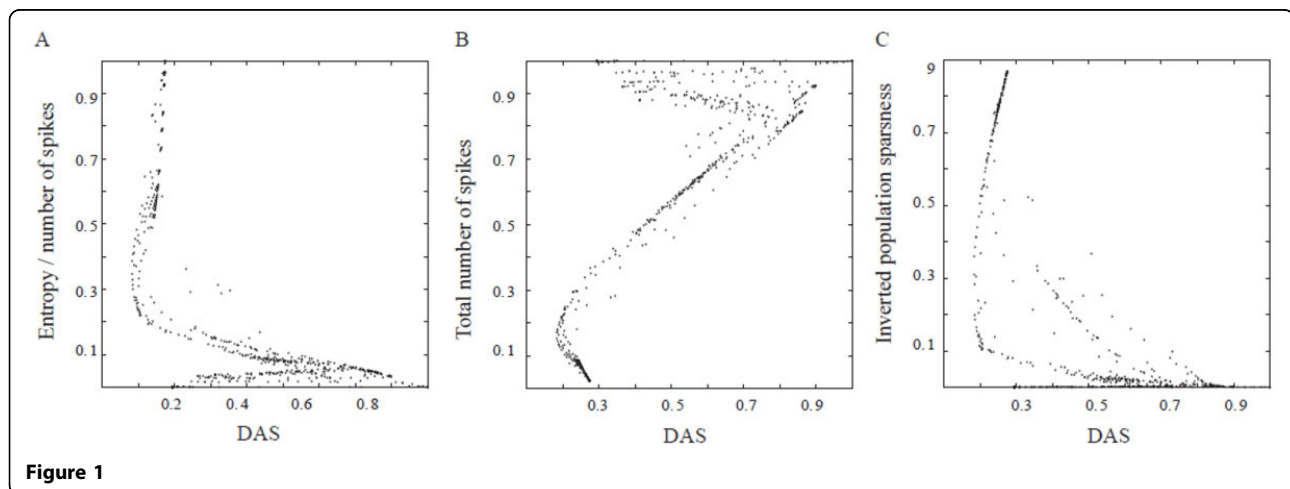 A
B
C
Entropy / number of spikes
0.9
0.7
0.5
0.3
0.1
0.2
0.4
0.6
0.8
DAS
Total number of spikes
0.9
0.7
0.5
0.3
0.1
0.3
0.5
0.7
0.9
DAS
Inverted population sparsness
9
0.7
0.5
0.3
0.1
0.3
0.5
0.7
0.9
DAS
Figure 1